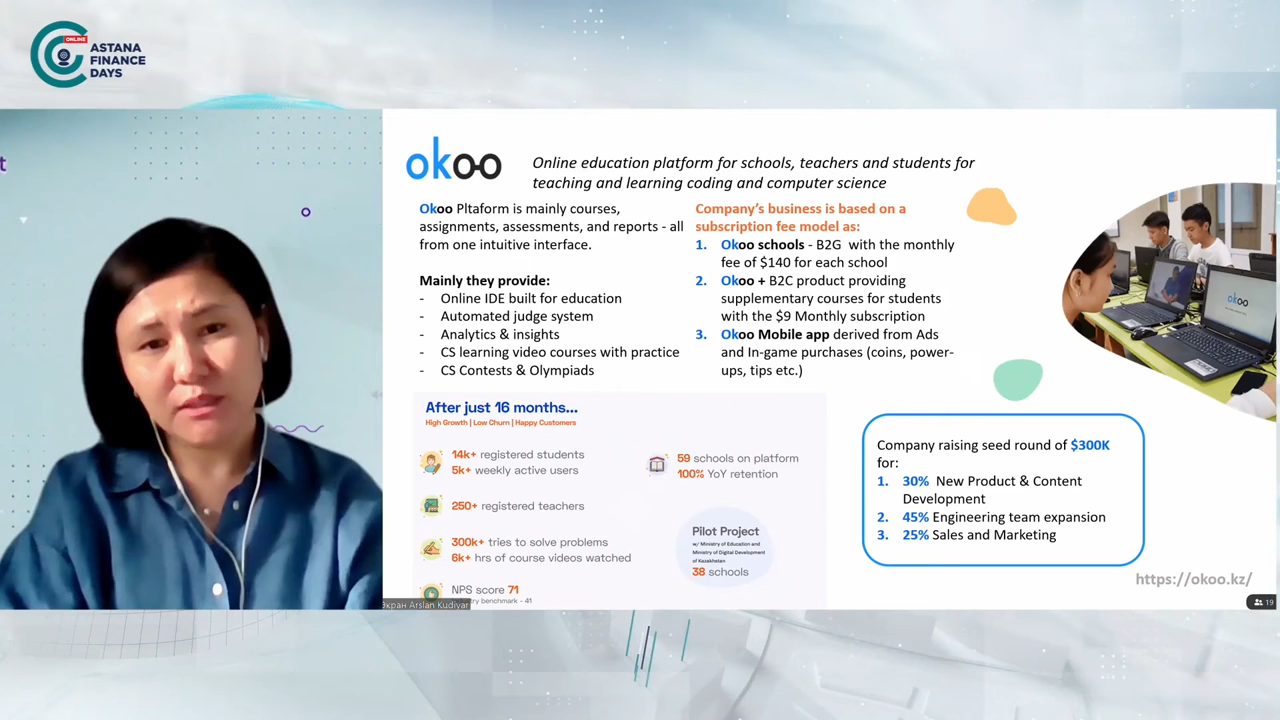 ONLINE
ASTANA
FINANCE
DAYS
t
okoo
Online education platform for schools, teachers and students for
teaching and learning coding and computer science
Okoo Pltaform is mainly courses,
assignments, assessments, and reports - all
from one intuitive interface.
Mainly they provide:
- Online IDE built for education
- Automated judge system
- Analytics & insights
- CS learning video courses with practice
- CS Contests & Olympiads
Company's business is based on a
subscription fee model as:
1. Okoo schools - B2G with the monthly
fee of $140 for each school
2. Okoo + B2C product providing
supplementary courses for students
with the $9 Monthly subscription
3. Okoo Mobile app derived from Ads
and In-game purchases (coins, power-
ups, tips etc.)
okoo
After just 16 months...
High Growth | Low Churn | Happy Customers
14k+ registered students
5k+ weekly active users
250+ registered teachers
300k+ tries to solve problems
6k+ hrs of course videos watched
NPS score 71
benchmark - 41
59 schools on platform
100% YoY retention
Pilot Project
w/ Ministry of Education and
Ministry of Digital Development
of Kazakhstan
38 schools
Company raising seed round of $300K
for:
1. 30% New Product & Content
Development
2. 45% Engineering team expansion
3. 25% Sales and Marketing
https://okoo.kz/
Экран Arslan Kudiyar
19